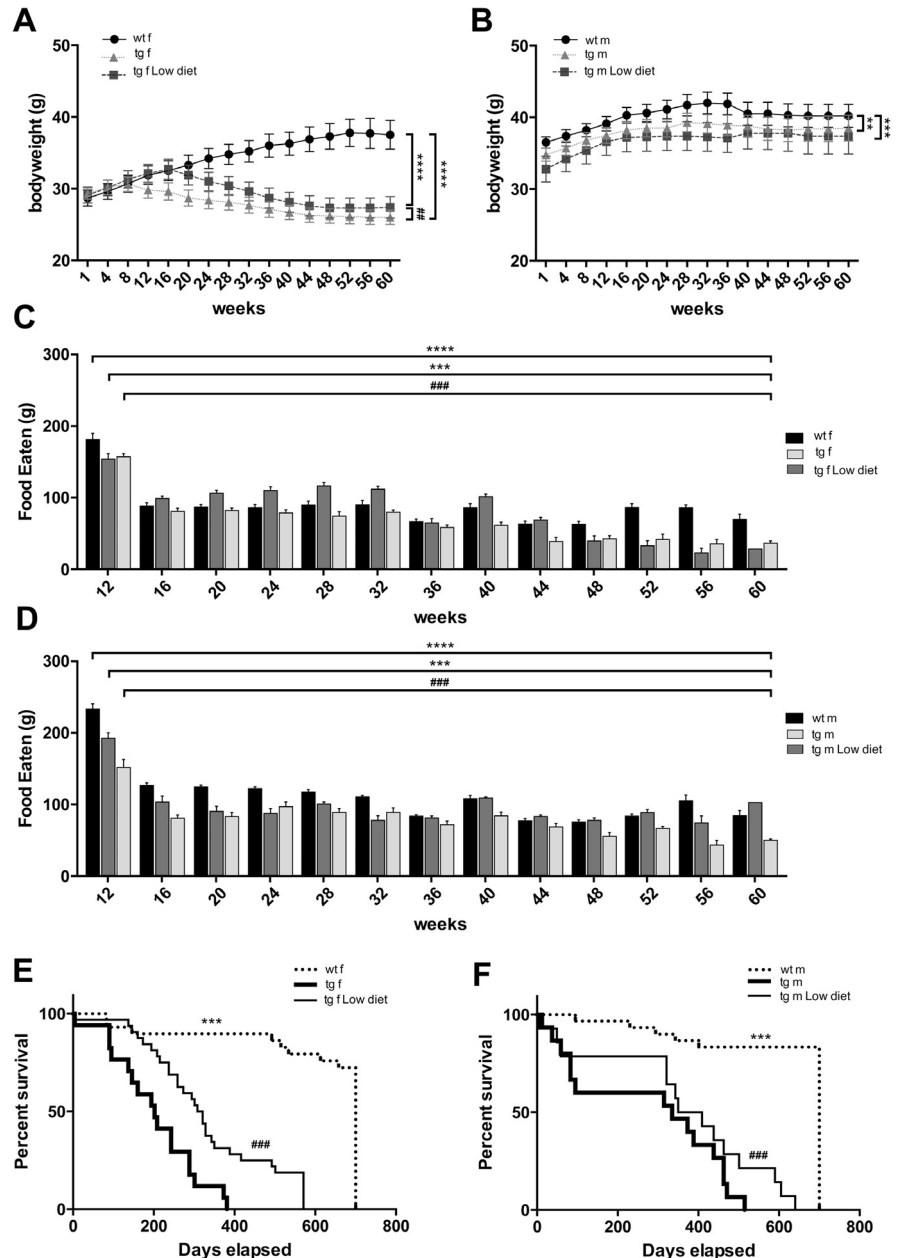 A
wt f
tg f
tg f Low diet
bodyweight (g)
50
40
30
20
1 4 8 12 16 20 24 28 32 36 40 44 48 52 56 60
weeks
****
##
****
B
wt m
tg m
tg m Low diet
bodyweight (g)
50
40
30
20
1 4 8 12 16 20 24 28 32 36 40 44 48 52 56 60
weeks
**
***
C
****
***
###
Food Eaten (g)
300
200
100
0
12 16 20 24 28 32 36 40 44 48 52 56 60
weeks
wt f
tg f
tg f Low diet
D
****
***
###
Food Eaten (g)
300
200
100
0
12 16 20 24 28 32 36 40 44 48 52 56 60
weeks
wt m
tg m
tg m Low diet
E
wt f
tg f
tg f Low diet
Percent survival
100
50
0
***
###
0 200 400 600 800
Days elapsed
F
wt m
tg m
tg m Low diet
Percent survival
100
50
0
***
###
0 200 400 600 800
Days elapsed